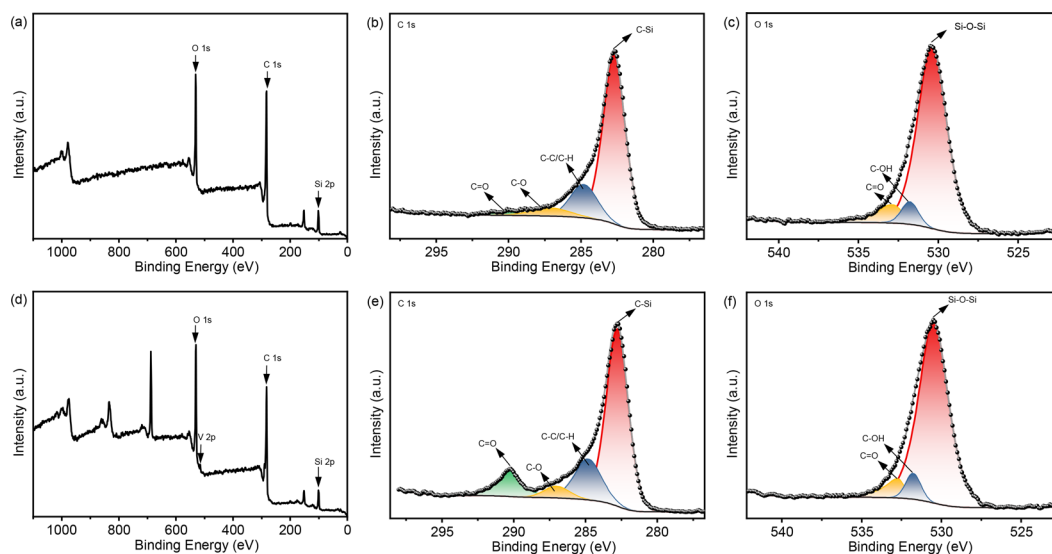 (a)
O 1s
C 1s
Si 2p
Intensity (a.u.)
1000 800 600 400 200 0
Binding Energy (eV)
(b)
C 1s
C-Si
C-C/C-H
C-O
C=O
Intensity (a.u.)
295 290 285 280
Binding Energy (eV)
(c)
O 1s
Si-O-Si
C-OH
C=O
Intensity (a.u.)
540 535 530 525
Binding Energy (eV)
(d)
O 1s
C 1s
V 2p
Si 2p
Intensity (a.u.)
1000 800 600 400 200 0
Binding Energy (eV)
(e)
C 1s
C-Si
C-C/C-H
C=O
C-O
Intensity (a.u.)
295 290 285 280
Binding Energy (eV)
(f)
O 1s
Si-O-Si
C-OH
C=O
Intensity (a.u.)
540 535 530 525
Binding Energy (eV)